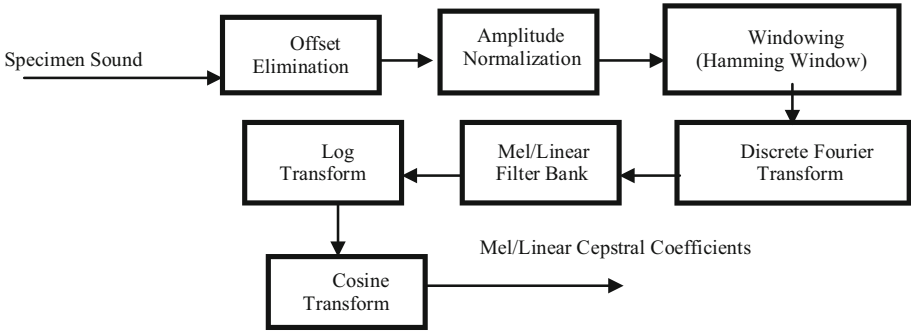 Specimen Sound
Offset
Elimination
Amplitude
Normalization
Windowing
(Hamming Window)
Discrete Fourier
Transform
Mel/Linear
Filter Bank
Log
Transform
Cosine
Transform
Mel/Linear Cepstral Coefficients